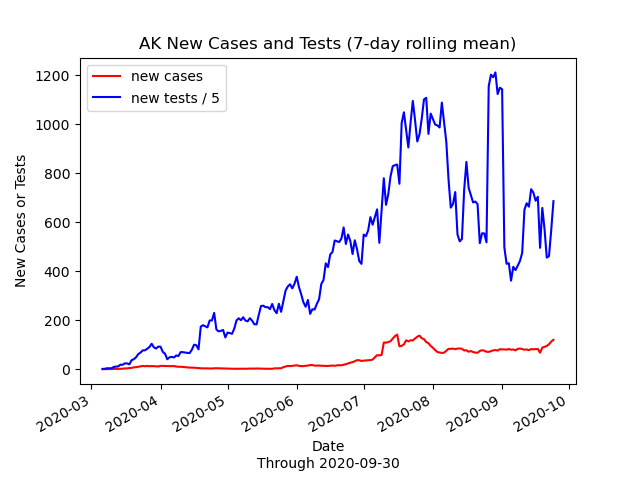 AK New Cases and Tests (7-day rolling mean)
new cases
new tests / 5
New Cases or Tests
1200
1000
800
600
400
200
0
2020-03
2020-04
2020-05
2020-06
2020-07
2020-08
2020-09
2020-10
Date
Through 2020-09-30